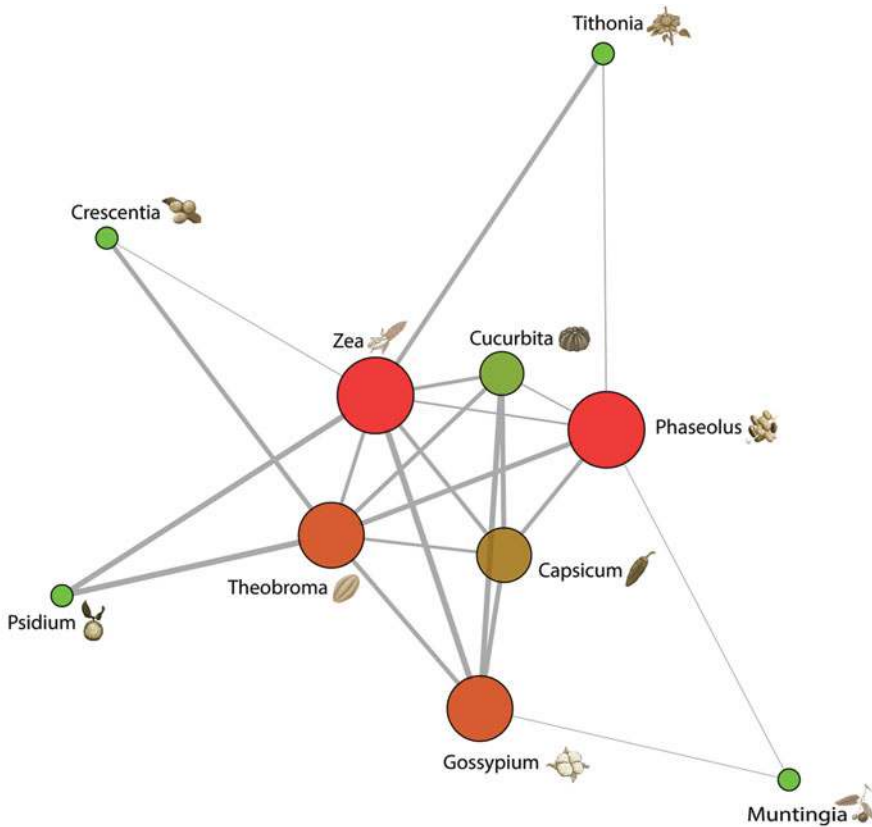 Tithonia
Crescentia
Zea
Cucurbita
Phaseolus
Theobroma
Capsicum
Psidium
Gossypium
Muntingia